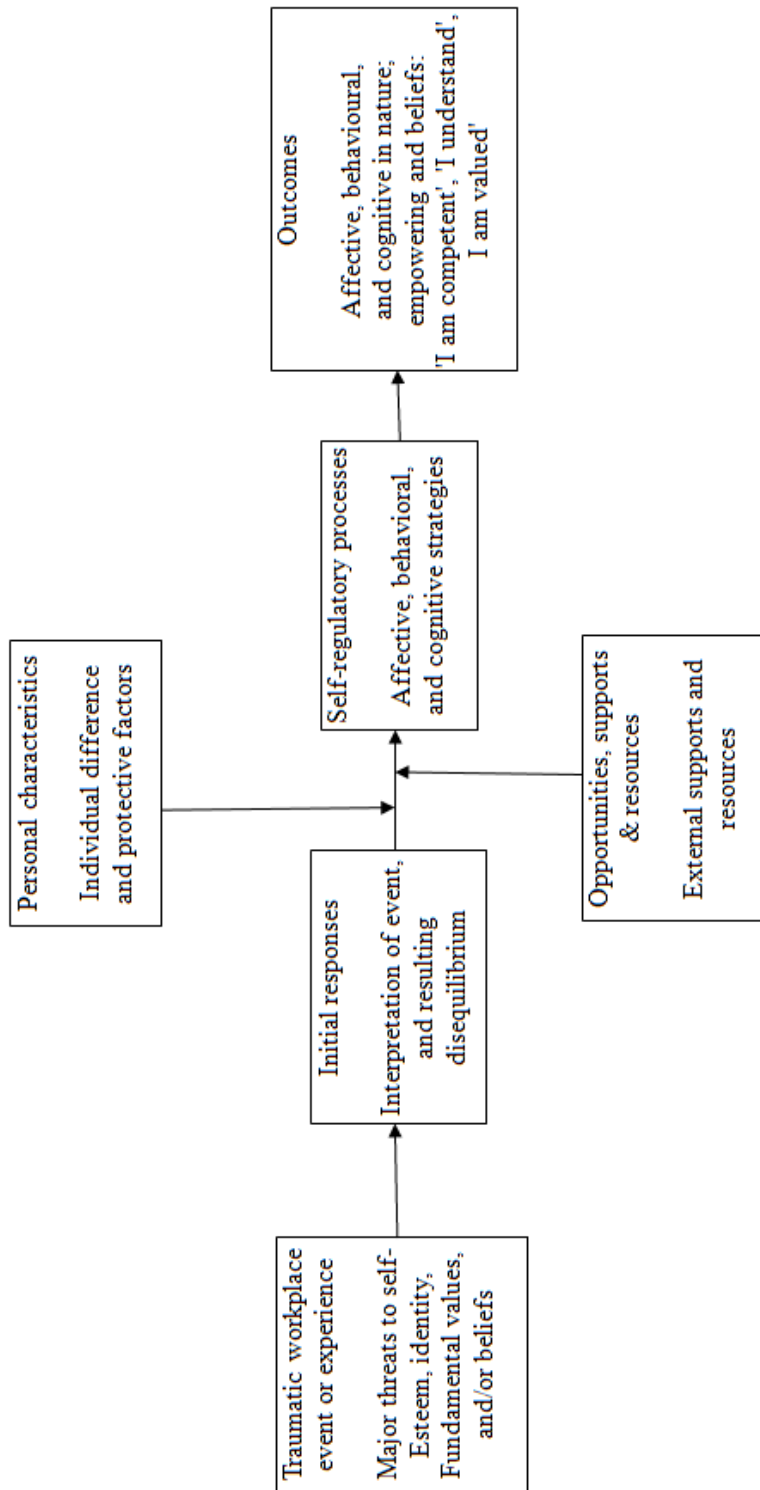 Traumatic workplace
event or experience
Major threats to self-
Esteem, identity,
Fundamental values,
and/or beliefs
Initial responses
Interpretation of event,
and resulting
disequilibrium
Personal characteristics
Individual difference
and protective factors
Opportunities, supports
& resources
External supports and
resources
Self-regulatory processes
Affective, behavioral,
and cognitive strategies
Outcomes
Affective, behavioural,
and cognitive in nature;
empowering and beliefs:
'I am competent', 'I understand',
I am valued'